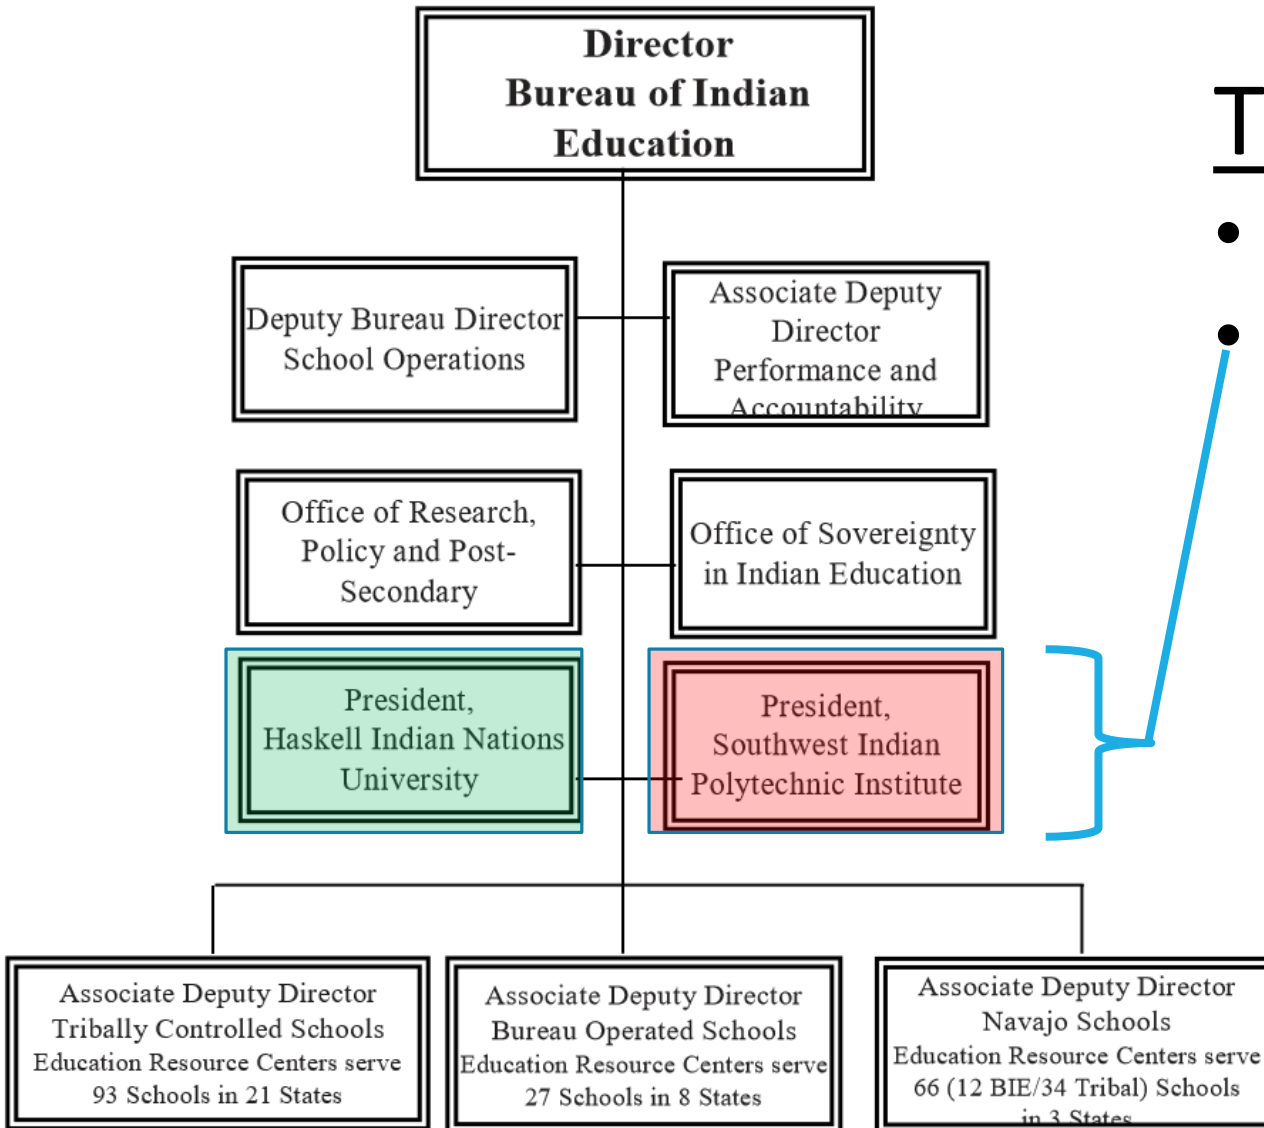 Director
Bureau of Indian
Education
T
•
•
Deputy Bureau Director
School Operations
Associate Deputy
Director
Performance and
Accountability
Office of Research,
Policy and Post-
Secondary
Office of Sovereignty
in Indian Education
President,
Haskell Indian Nations
University
President,
Southwest Indian
Polytechnic Institute
Associate Deputy Director
Tribally Controlled Schools
Education Resource Centers serve
93 Schools in 21 States
Associate Deputy Director
Bureau Operated Schools
Education Resource Centers serve
27 Schools in 8 States
Associate Deputy Director
Navajo Schools
Education Resource Centers serve
66 (12 BIE/34 Tribal) Schools
in 3 States